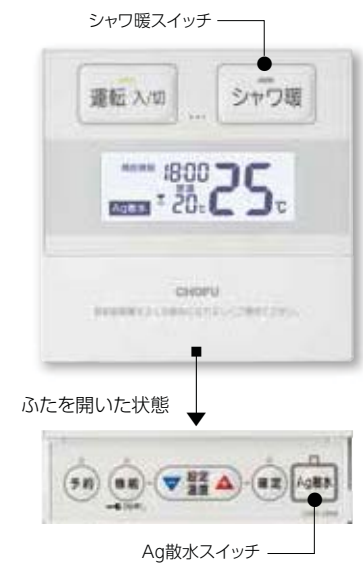 シャワ暖スイッチ
運転 入/切
シャワ暖
18:00
室温
20℃
25℃
Ag散水
CHOFU
ふたを開いた状態
予約
機能
設定
温度
確定
Ag散水
Ag散水スイッチ